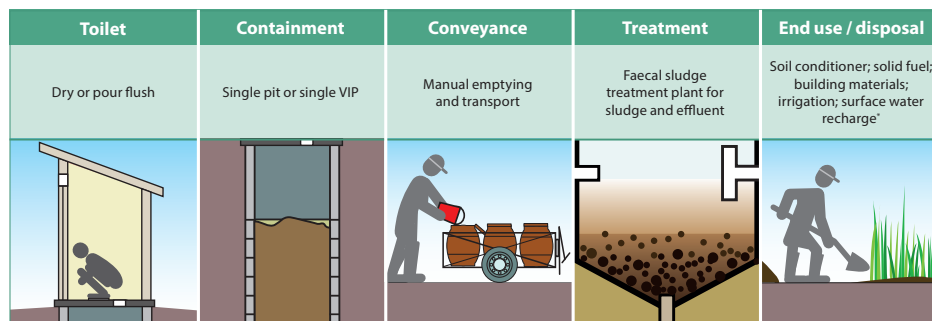 Toilet
Containment
Conveyance
Treatment
End use / disposal
Dry or pour flush
Single pit or single VIP
Manual emptying
and transport
Faecal sludge
treatment plant for
sludge and effluent
Soil conditioner; solid fuel;
building materials;
irrigation; surface water
recharge*